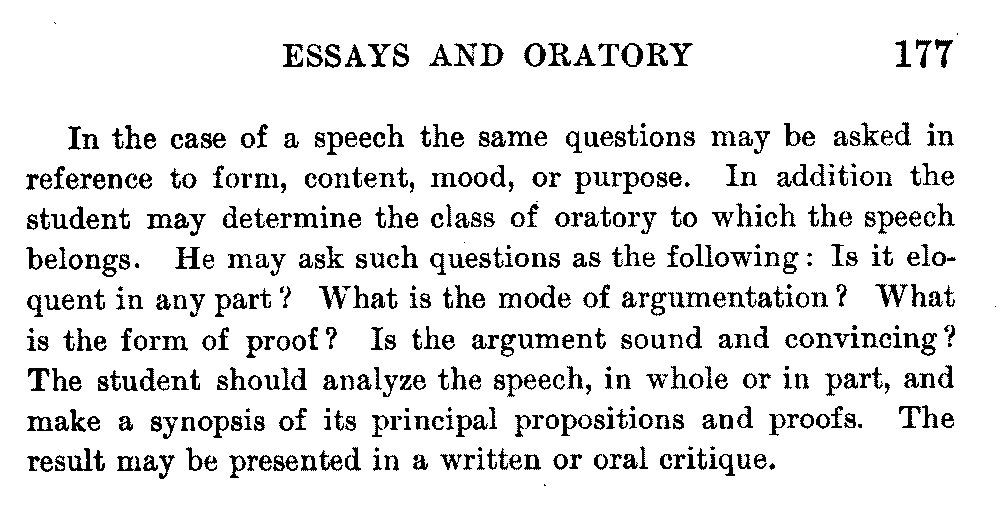 ESSAYS AND ORATORY 177
In the case of a speech the same questions may be asked in
reference to form, content, mood, or purpose. In addition the
student may determine the class of oratory to which the speech
belongs. He may ask such questions as the following: Is it elo-
quent in any part? What is the mode of argumentation? What
is the form of proof? Is the argument sound and convincing?
The student should analyze the speech, in whole or in part, and
make a synopsis of its principal propositions and proofs. The
result may be presented in a written or oral critique.